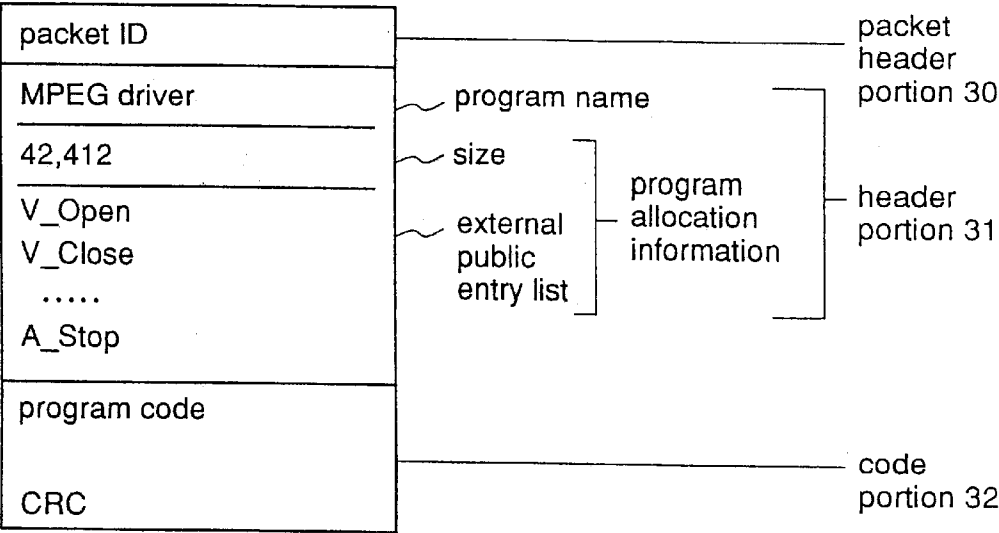 packet ID
packet
header
portion 30
MPEG driver
program name
42,412
size
V_Open
V_Close
.....
A_Stop
external
public
entry list
program
allocation
information
header
portion 31
program code
CRC
code
portion 32